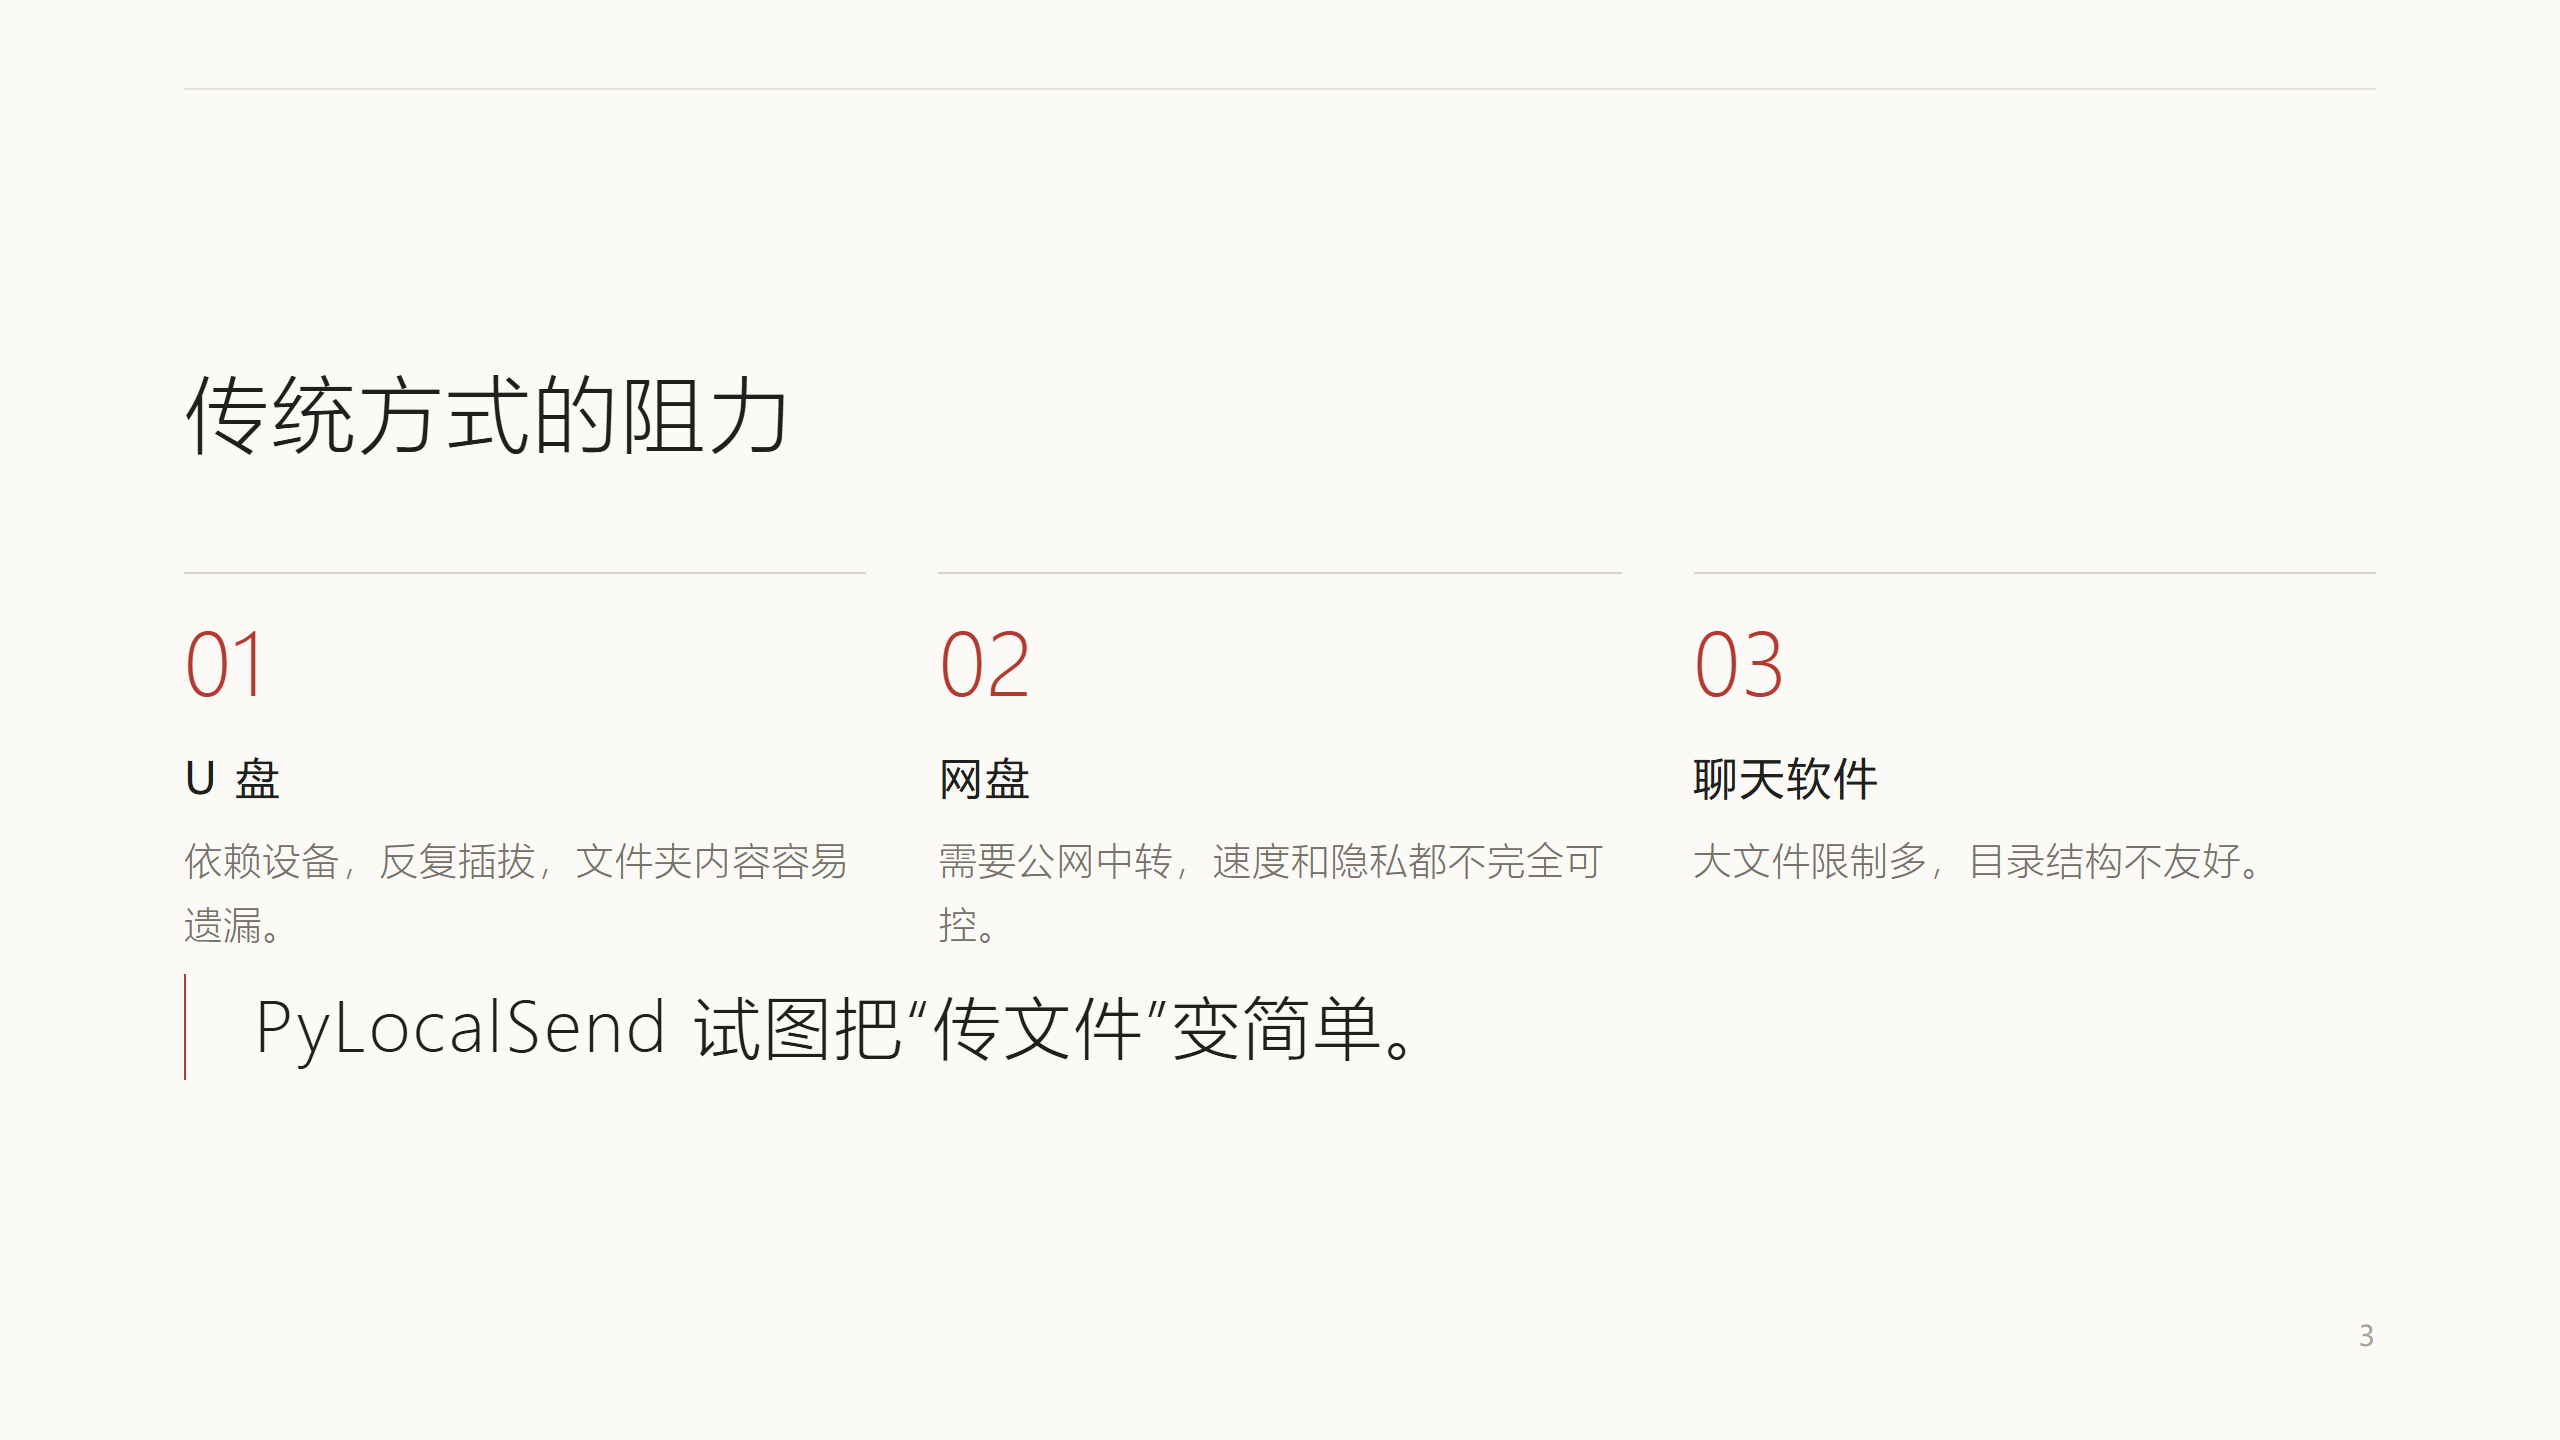 传统方式的阻力
01
U 盘
依赖设备，反复插拔，文件夹内容容易
遗漏。
02
网盘
需要公网中转，速度和隐私都不完全可
控。
03
聊天软件
大文件限制多，目录结构不友好。
PyLocalSend 试图把“传文件”变简单。
3